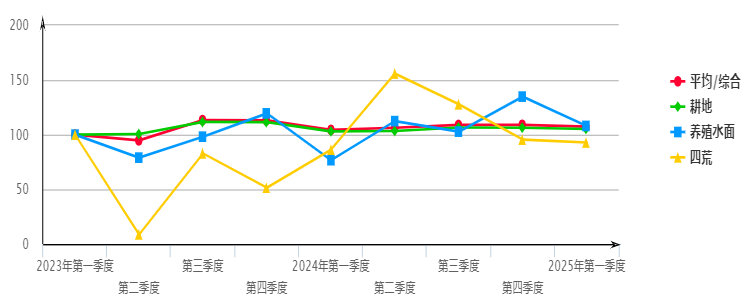 200
150
100
50
0
2023年第一季度
第二季度
第三季度
第四季度
2024年第一季度
第二季度
第三季度
第四季度
2025年第一季度
平均/综合
耕地
养殖水面
四荒